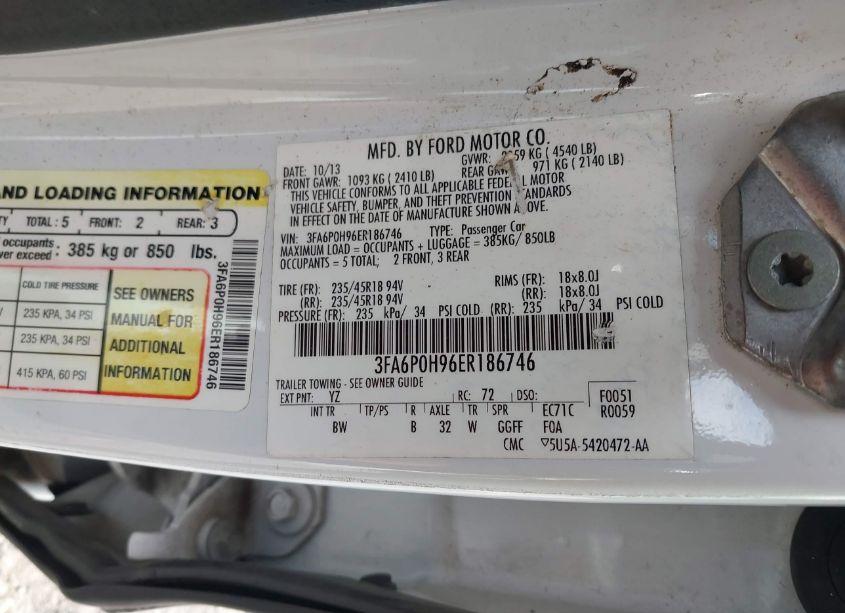 AND LOADING INFORMATION
TOTAL : 5 FRONT: 2 REAR: 3
occupants
exceed : 385 kg or 850 lbs.
COLD TIRE PRESSURE
235 KPA, 34 PSI
235 KPA, 34 PSI
415 KPA, 60 PSI
SEE OWNERS
MANUAL FOR
ADDITIONAL
INFORMATION
3FA6P0H96ER186746
MFD. BY FORD MOTOR CO.
DATE: 10/13 GVWR: KG ( 4540 LB)
FRONT GAWR: 1093 KG ( 2410 LB) REAR 971 KG ( 2140 LB)
THIS VEHICLE CONFORMS TO ALL APPLICABLE FEDERAL MOTOR
VEHICLE SAFETY, BUMPER, AND THEFT PREVENTION STANDARDS
IN EFFECT ON THE DATE OF MANUFACTURE SHOWN ABOVE.
VIN: 3FA6P0H96ER186746 TYPE: Passenger Car
MAXIMUM LOAD = OCCUPANTS + LUGGAGE = 385KG/ 850LB
OCCUPANTS = 5 TOTAL; 2 FRONT, 3 REAR
TIRE (FR): 235/45R18 94V RIMS (FR): 18x8.0J
(RR): 235/45R18 94V (RR): 18x8.0J
PRESSURE (FR): 235 kPa/ 34 PSI COLD (RR): 235 kPa/ 34 PSI COLD
3FA6P0H96ER186746
TRAILER TOWING - SEE OWNER GUIDE
EXT PNT: YZ RC: 72 DSO: F0051
R0059
INT TR TP/PS R AXLE TR SPR EC71C
BW B 32 W GGFF FOA
CMC ▽5U5A-5420472-AA